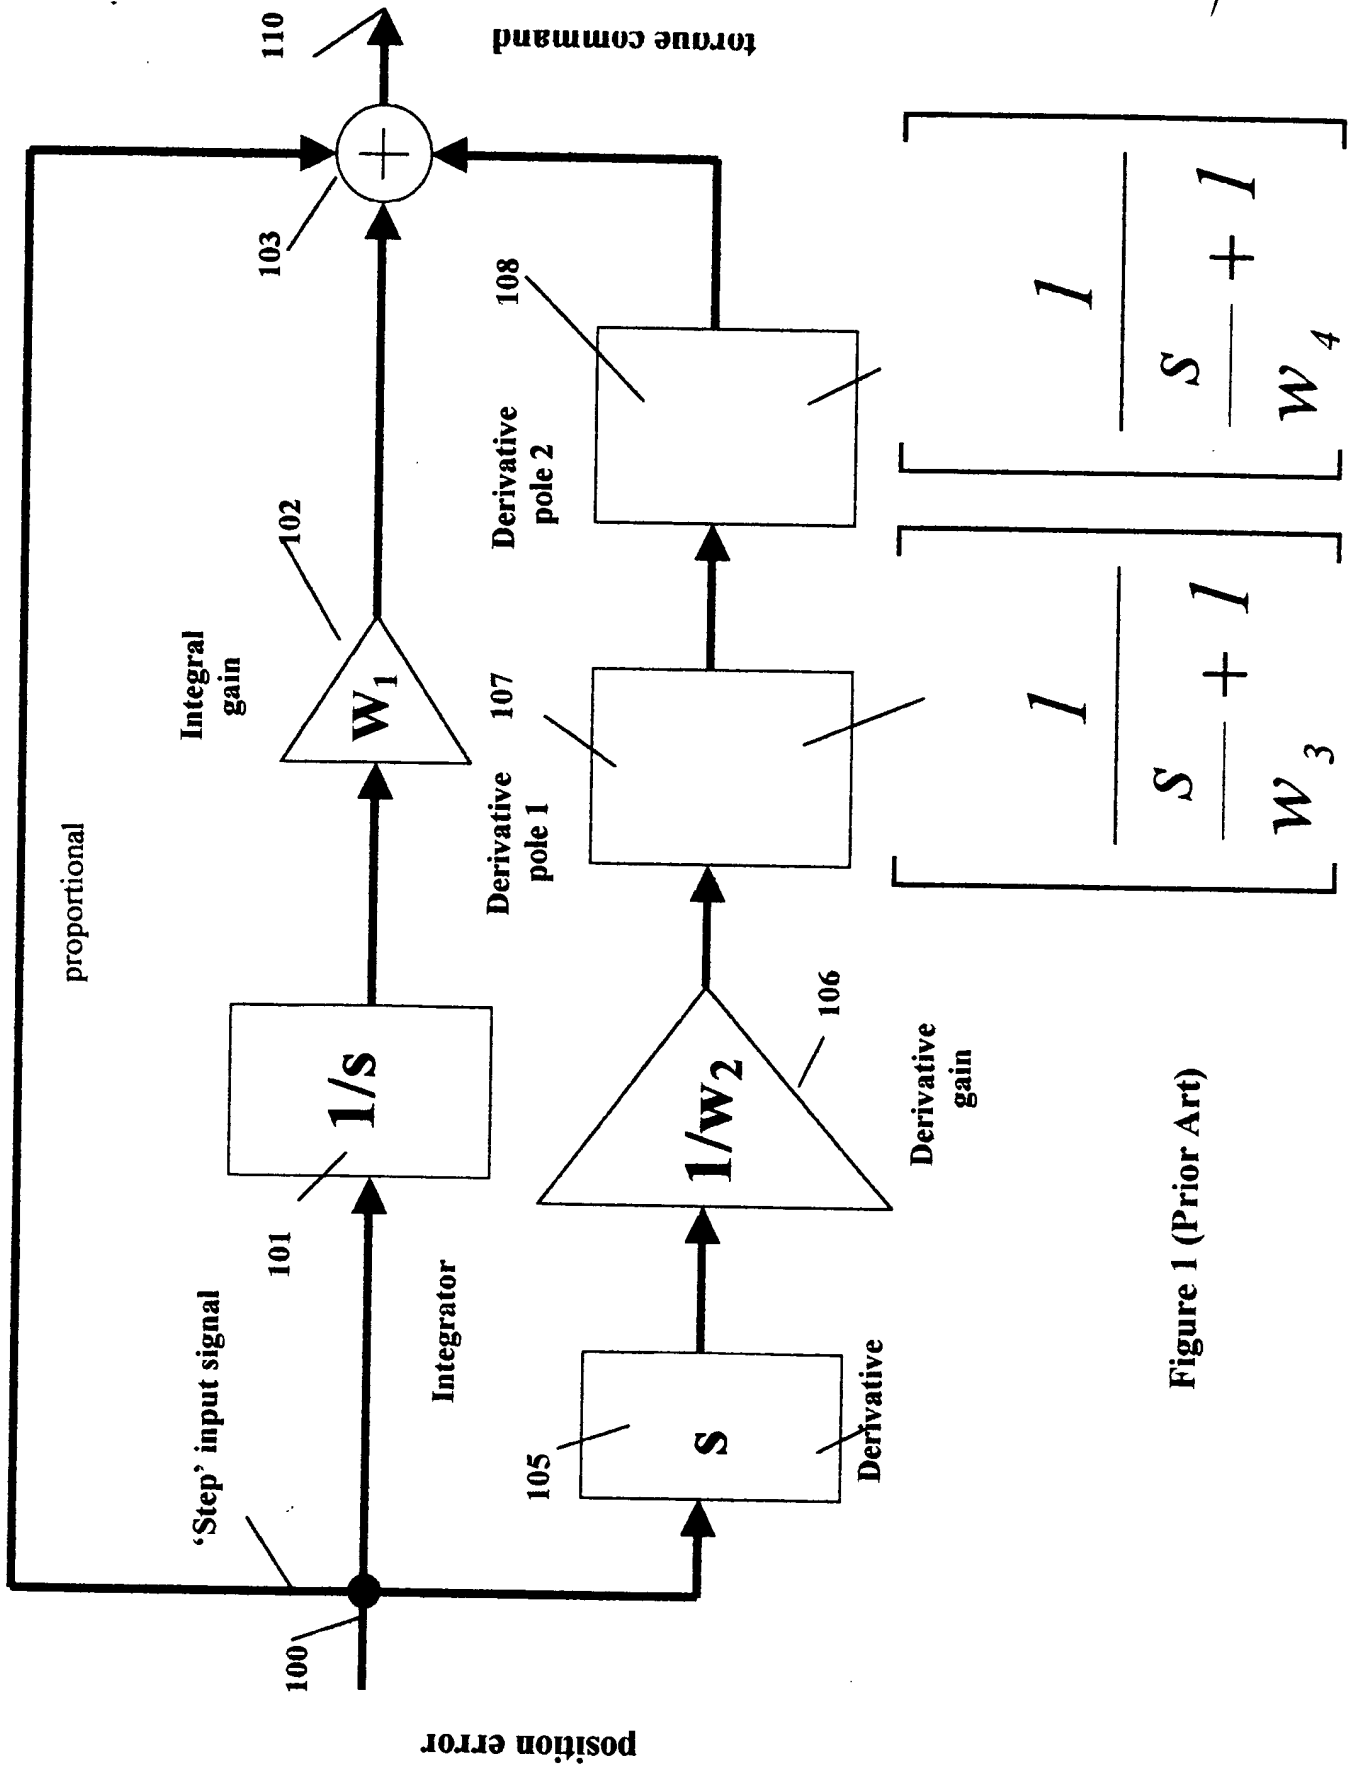 proportional
'Step' input signal
Integral
gain
102
103
110
101
1/s
w1
+
100
Integrator
torque command
position error
Derivative
pole 1
107
Derivative
pole 2
108
105
s
1/w2
106
Derivative
Derivative
gain
1
s + 1
w 3
1
s + 1
w 4
Figure 1 (Prior Art)